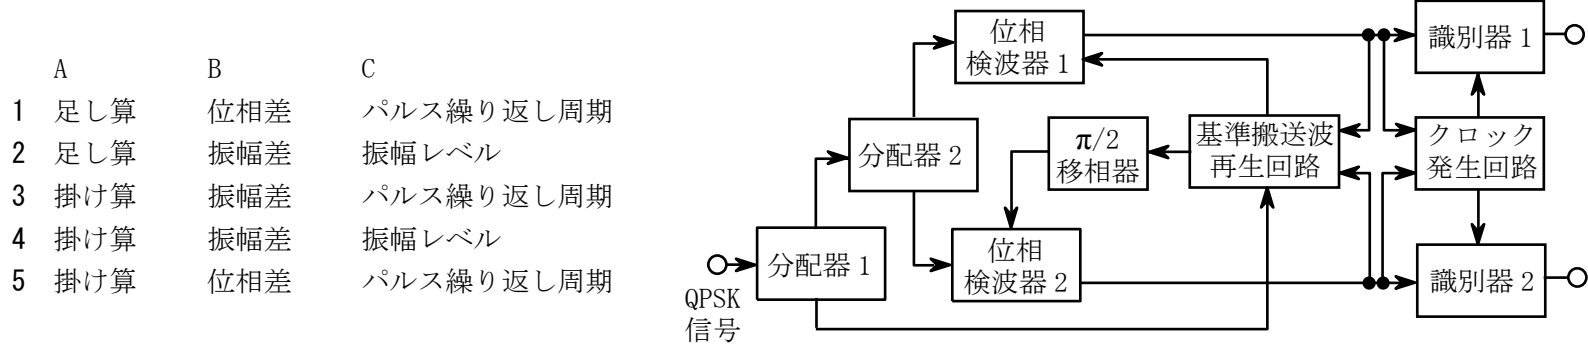 A B C
1 足し算 位相差 パルス繰り返し周期
2 足し算 振幅差 振幅レベル
3 掛け算 振幅差 パルス繰り返し周期
4 掛け算 振幅差 振幅レベル
5 掛け算 位相差 パルス繰り返し周期
位相
検波器 1
識別器 1
分配器 2
π/2
移相器
基準搬送波
再生回路
クロック
発生回路
分配器 1
位相
検波器 2
識別器 2
QPSK
信号